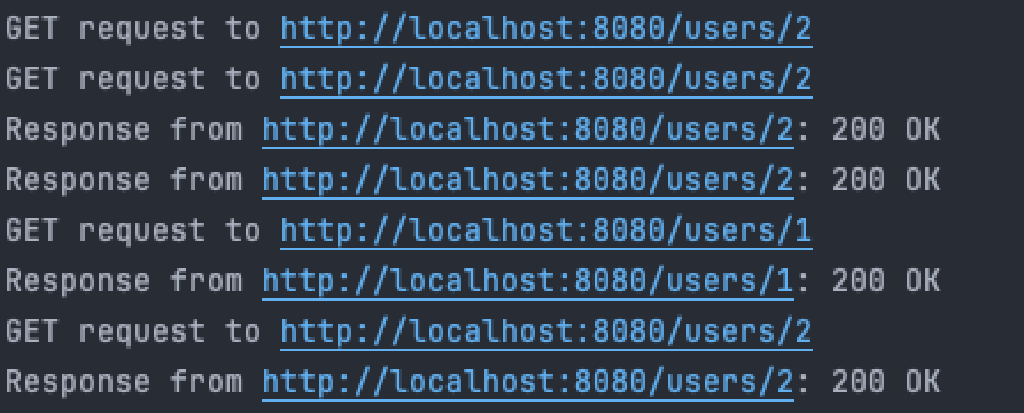 GET request to http://localhost:8080/users/2
GET request to http://localhost:8080/users/2
Response from http://localhost:8080/users/2: 200 OK
Response from http://localhost:8080/users/2: 200 OK
GET request to http://localhost:8080/users/1
Response from http://localhost:8080/users/1: 200 OK
GET request to http://localhost:8080/users/2
Response from http://localhost:8080/users/2: 200 OK